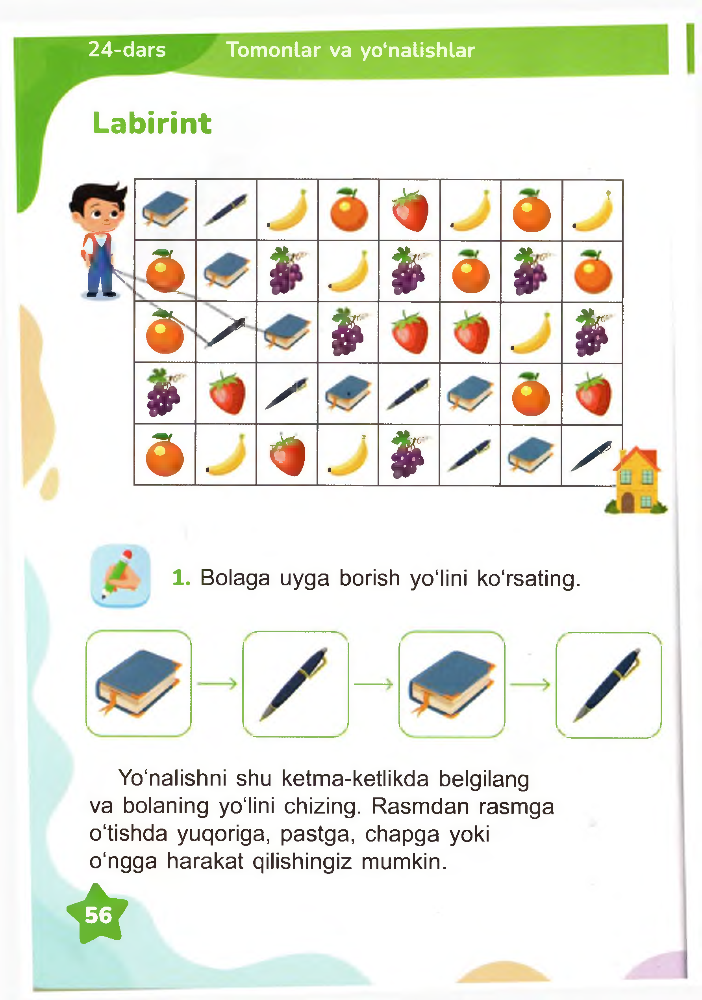 24-dars Tomonlar va yo‘nalishlar
Labirint
1. Bolaga uyga borish yo‘lini ko‘rsating.
Yo‘nalishni shu ketma-ketlikda belgilang
va bolaning yo‘lini chizing. Rasmdan rasmga
o‘tishda yuqoriga, pastga, chapga yoki
o‘ngga harakat qilishingiz mumkin.
56